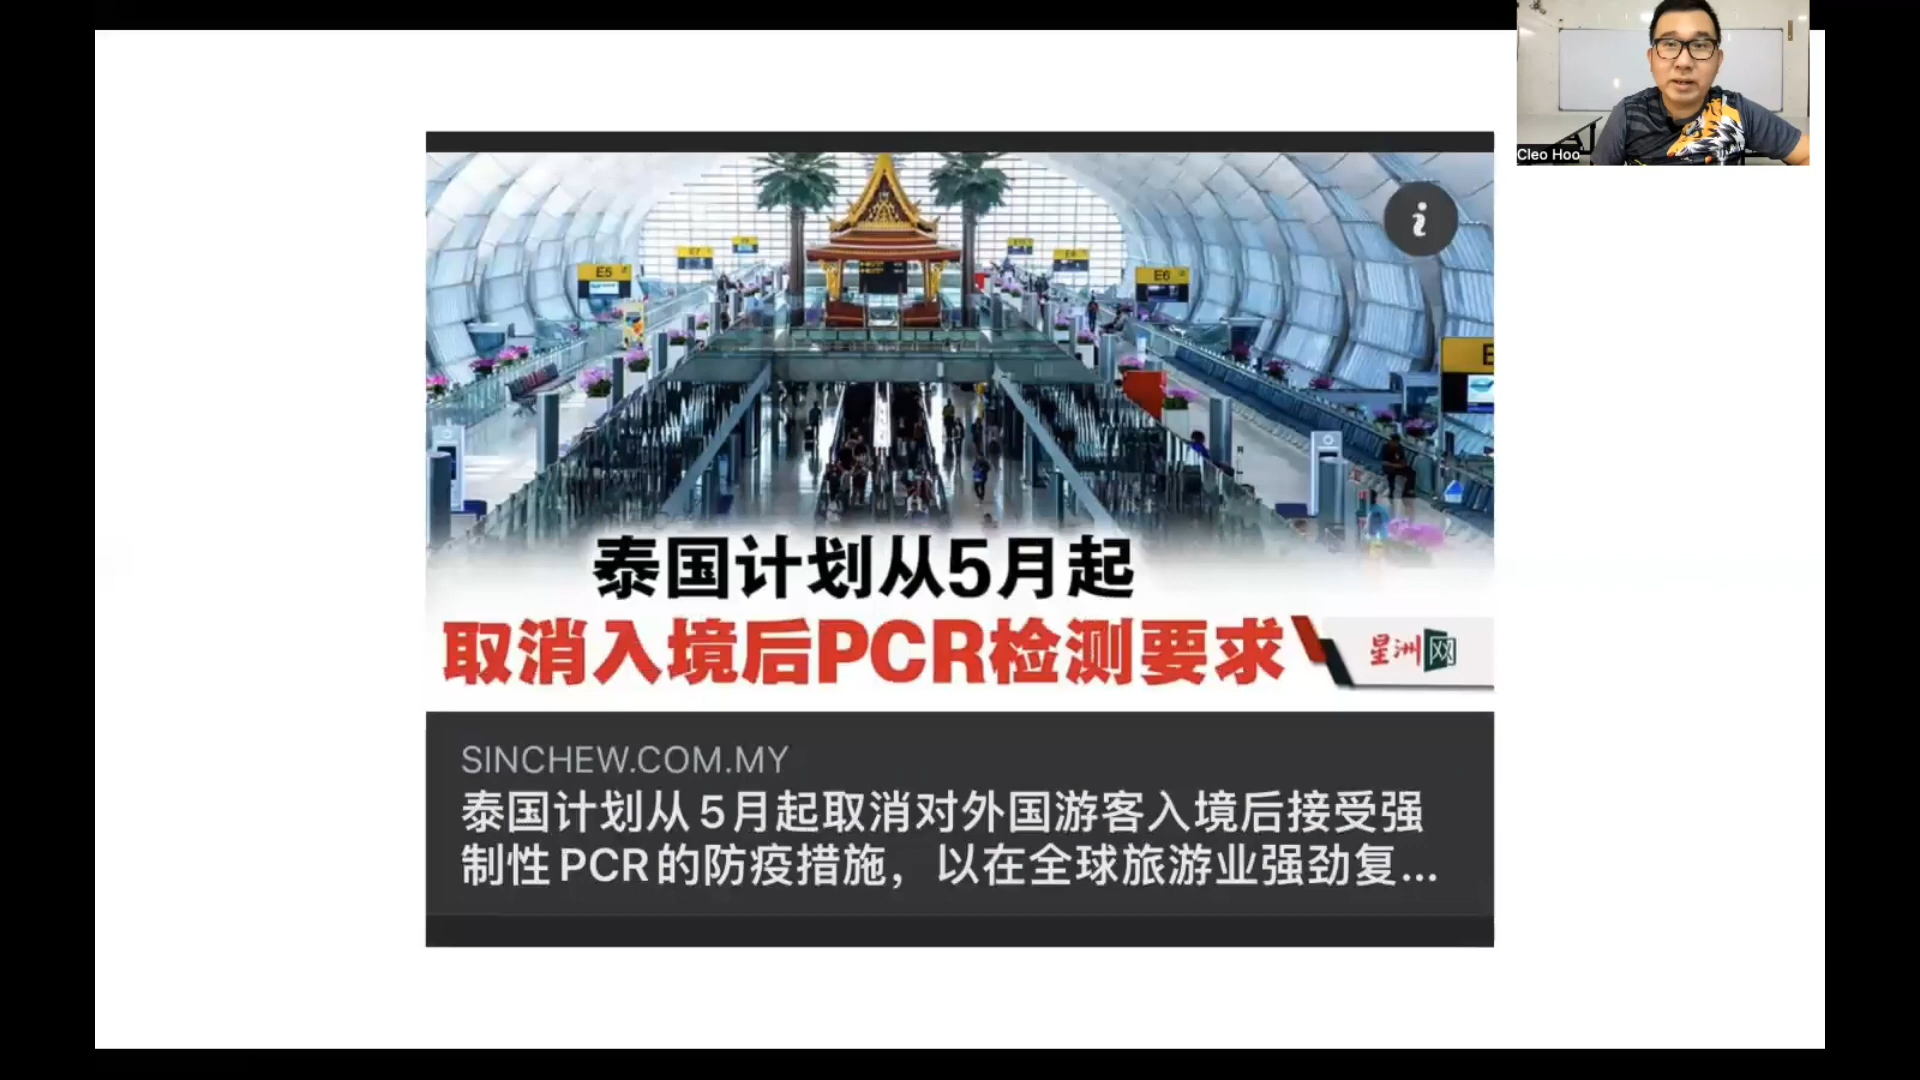 Cleo Hoo
E5
E7
E6
泰国计划从5月起
取消入境后PCR检测要求
星洲网
SINCHEW.COM.MY
泰国计划从5月起取消对外国游客入境后接受强
制性PCR的防疫措施，以在全球旅游业强劲复...